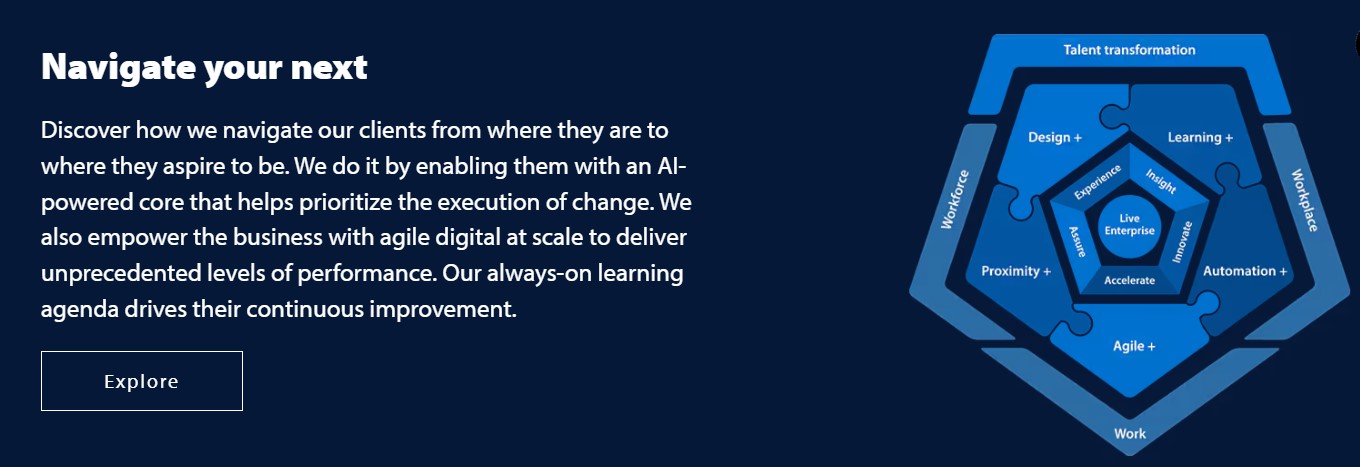 Navigate your next
Discover how we navigate our clients from where they are to
where they aspire to be. We do it by enabling them with an AI-
powered core that helps prioritize the execution of change. We
also empower the business with agile digital at scale to deliver
unprecedented levels of performance. Our always-on learning
agenda drives their continuous improvement.
Explore
Talent transformation
Workforce
Workplace
Work
Design +
Learning +
Proximity +
Automation +
Agile +
Experience
Insight
Assure
Innovate
Accelerate
Live
Enterprise